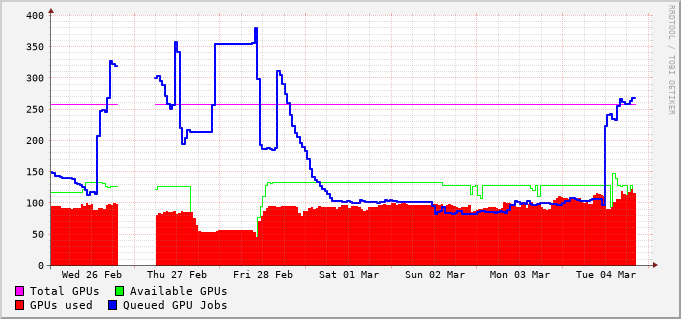 400
350
300
250
200
150
100
50
0
Wed 26 Feb Thu 27 Feb Fri 28 Feb Sat 01 Mar Sun 02 Mar Mon 03 Mar Tue 04 Mar
Total GPUs Available GPUs
GPUs used Queued GPU Jobs
RRDTOOL / TOBI OETIKER